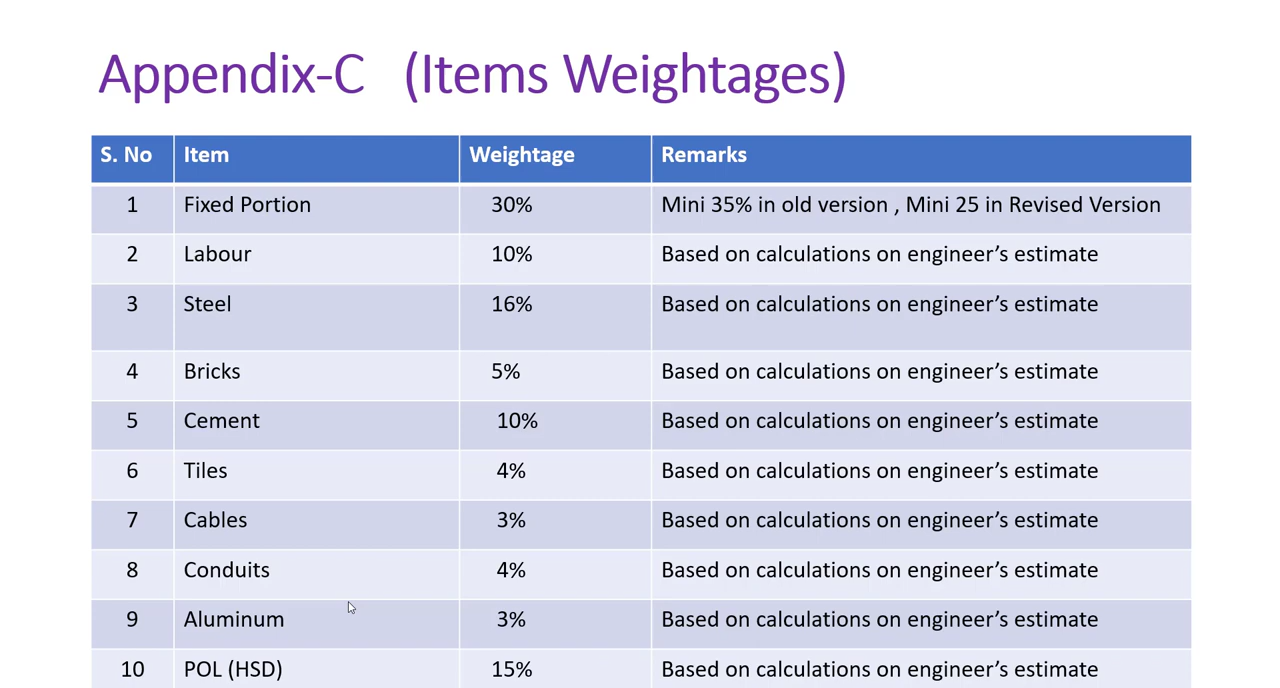 Appendix-C (Items Weightages)
S. No Item Weightage Remarks
1 Fixed Portion 30% Mini 35% in old version , Mini 25 in Revised Version
2 Labour 10% Based on calculations on engineer’s estimate
3 Steel 16% Based on calculations on engineer’s estimate
4 Bricks 5% Based on calculations on engineer’s estimate
5 Cement 10% Based on calculations on engineer’s estimate
6 Tiles 4% Based on calculations on engineer’s estimate
7 Cables 3% Based on calculations on engineer’s estimate
8 Conduits 4% Based on calculations on engineer’s estimate
9 Aluminum 3% Based on calculations on engineer’s estimate
10 POL (HSD) 15% Based on calculations on engineer’s estimate